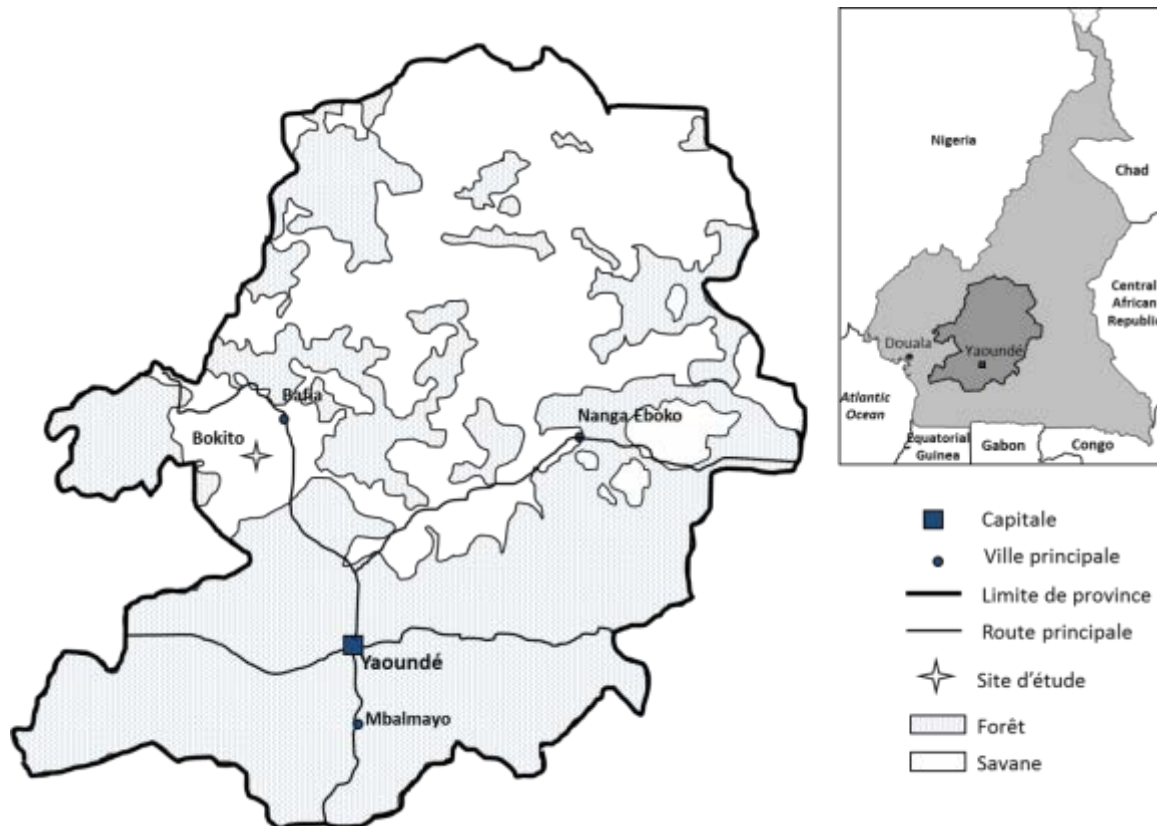 Bafia
Bokito
Nanga Eboko
Yaoundé
Mbalmayo
Nigeria
Chad
Central
African
Republic
Douala
Yaoundé
Atlantic
Ocean
Equatorial
Guinea
Gabon
Congo
Capitale
Ville principale
Limite de province
Route principale
Site d'étude
Forêt
Savane